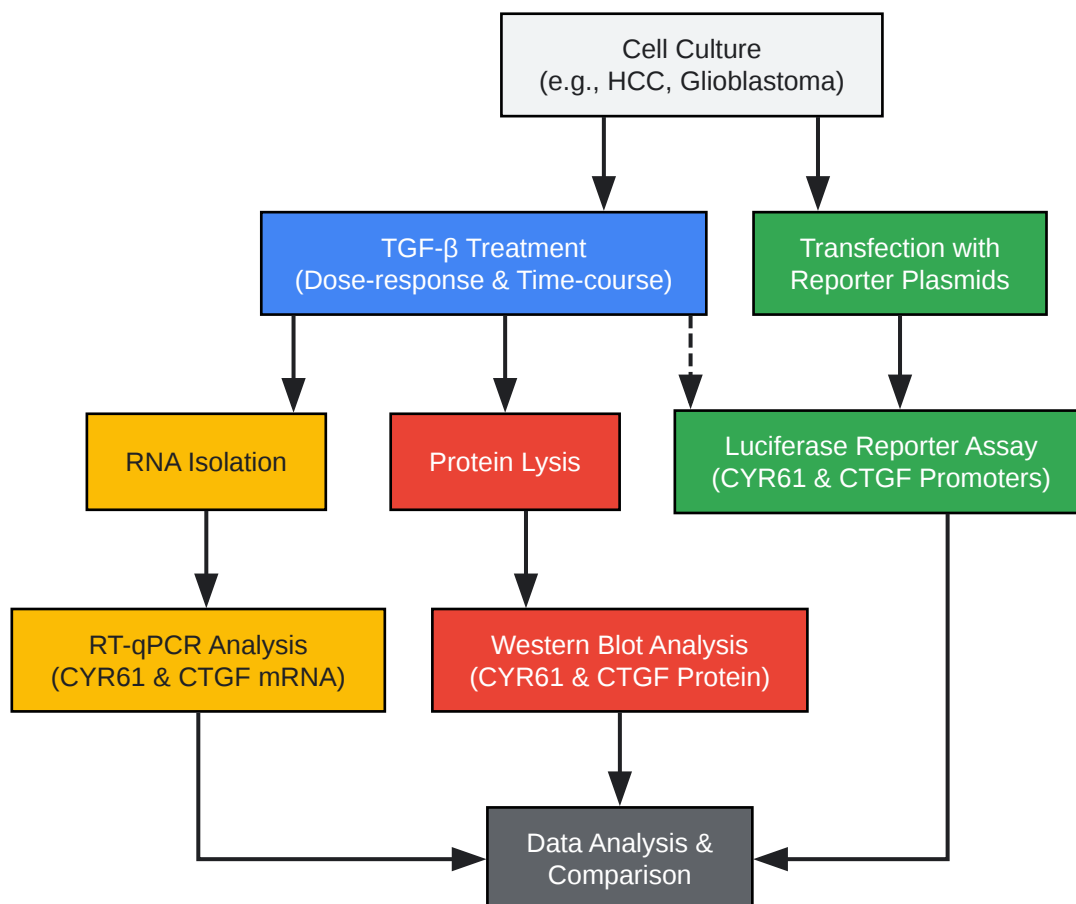 Cell Culture
(e.g., HCC, Glioblastoma)
TGF-β Treatment
(Dose-response & Time-course)
Transfection with
Reporter Plasmids
RNA Isolation
Protein Lysis
Luciferase Reporter Assay
(CYR61 & CTGF Promoters)
RT-qPCR Analysis
(CYR61 & CTGF mRNA)
Western Blot Analysis
(CYR61 & CTGF Protein)
Data Analysis &
Comparison